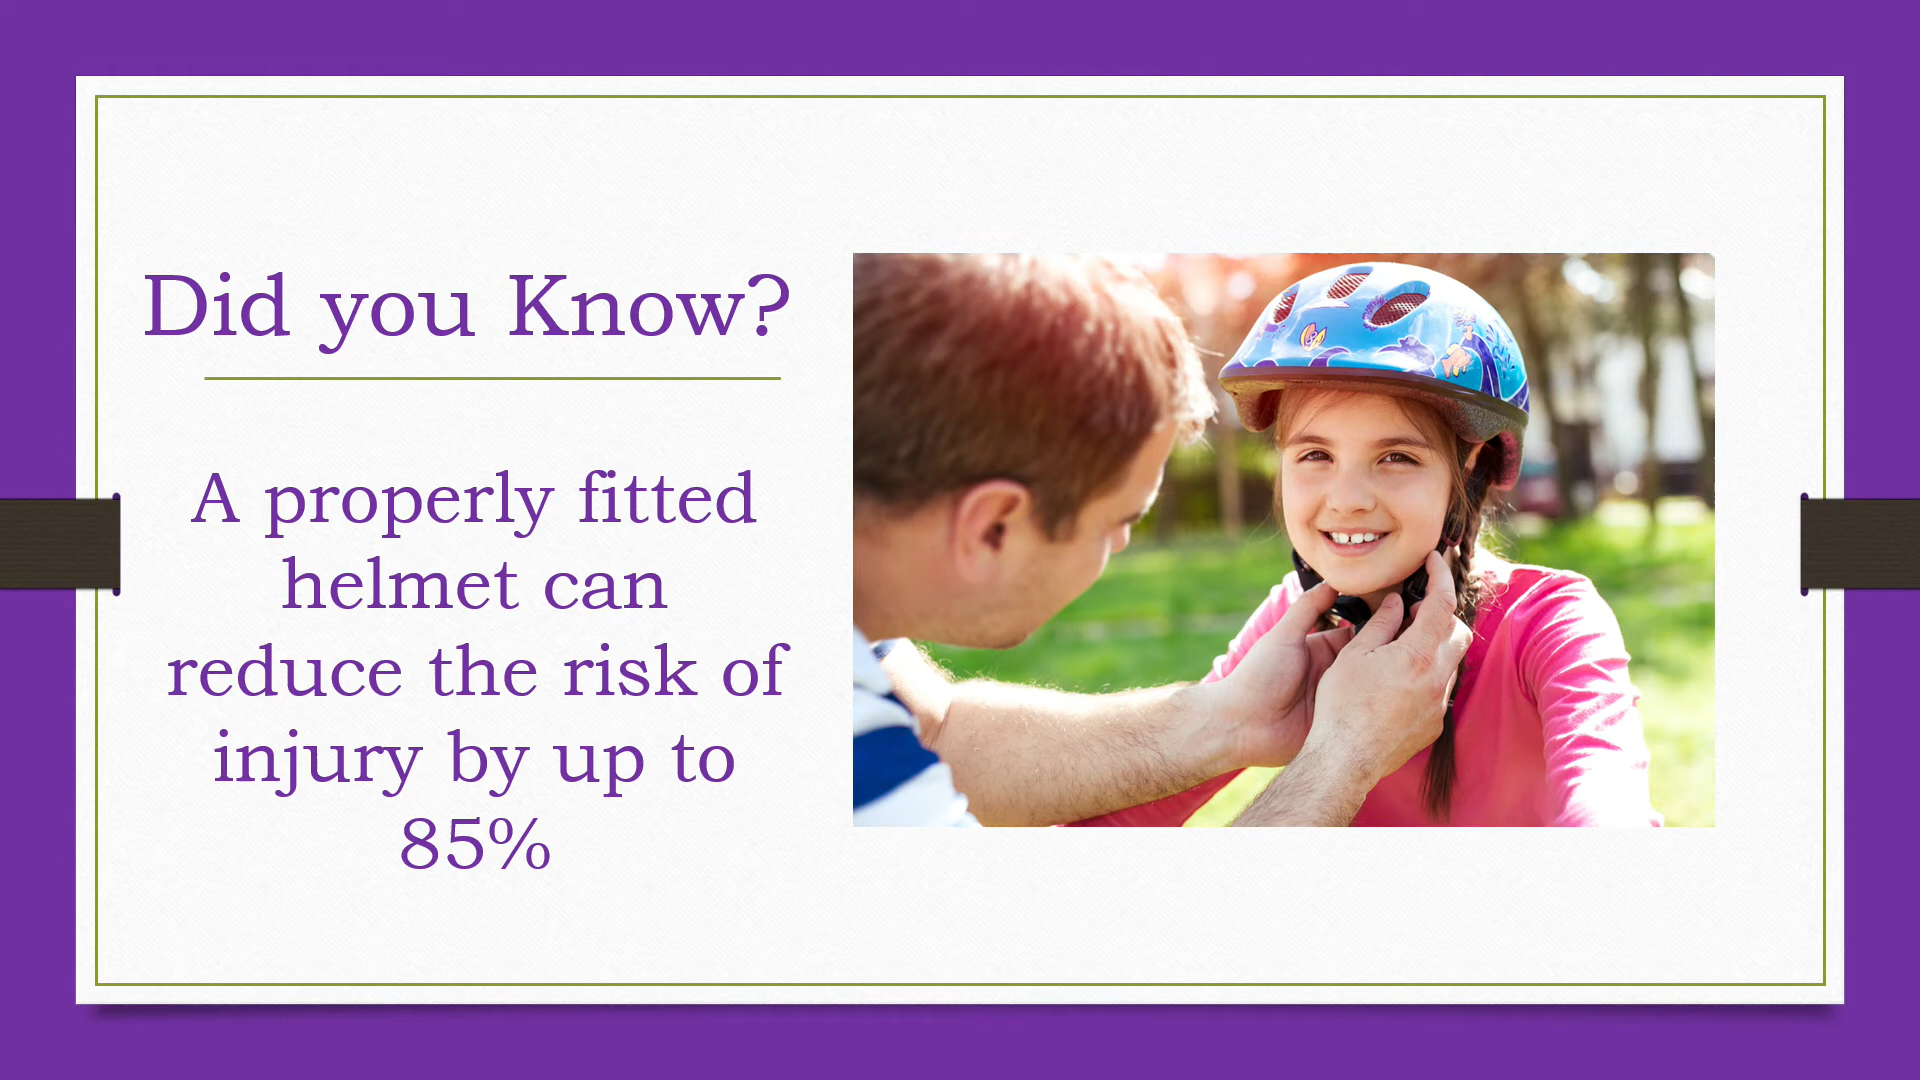 Did you Know?
A properly fitted
helmet can
reduce the risk of
injury by up to
85%